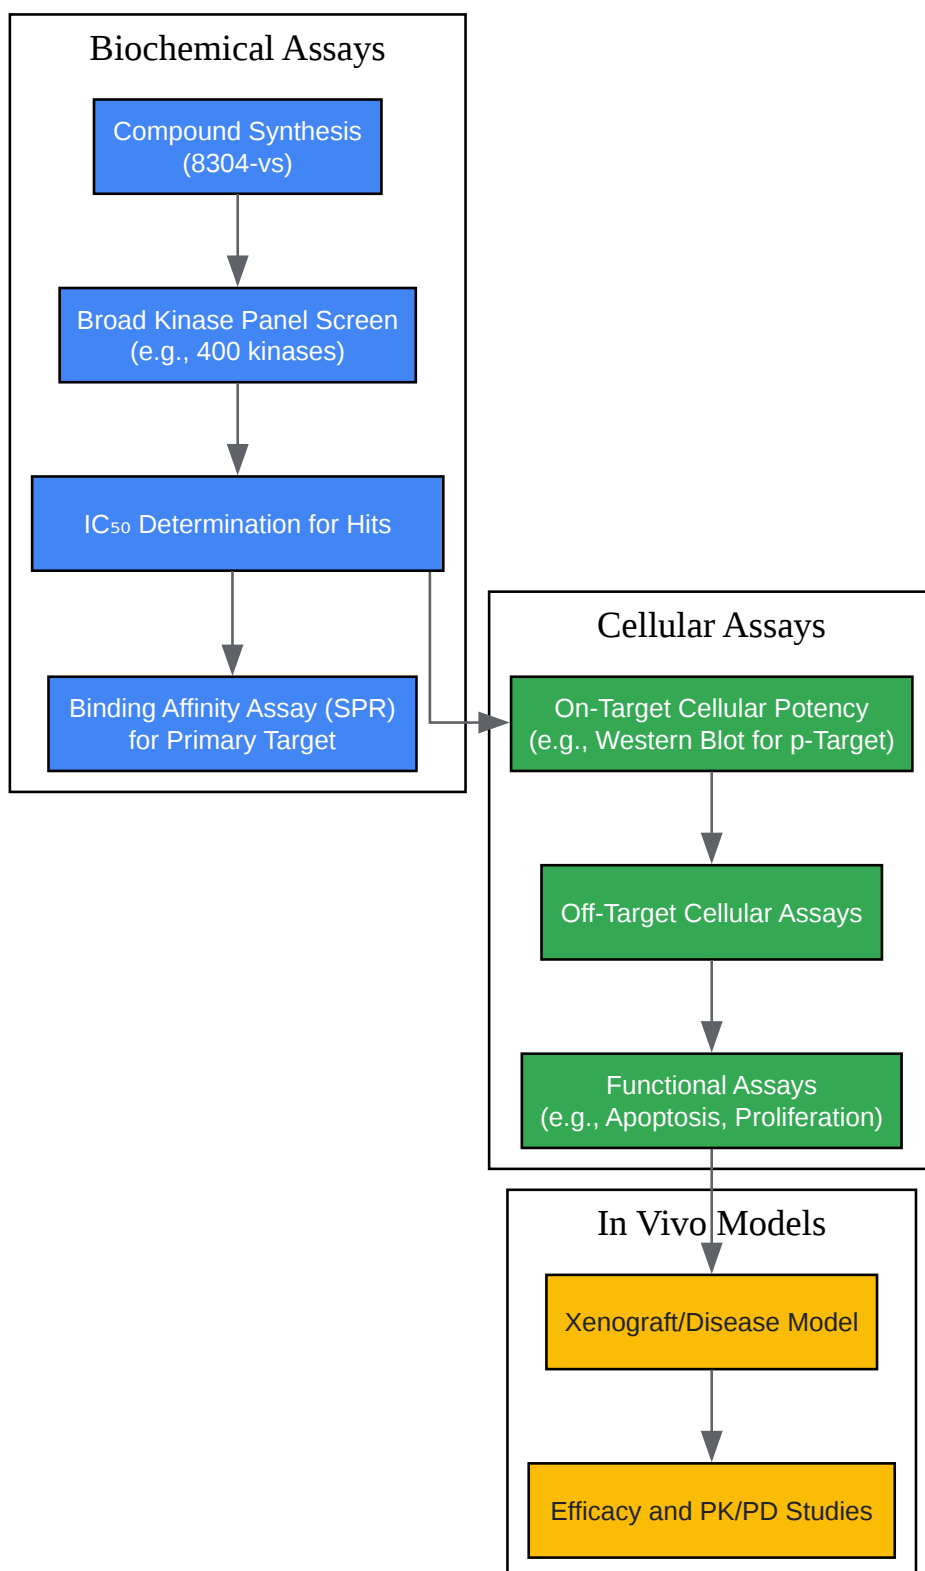 Biochemical Assays
Compound Synthesis
(8304-vs)
Broad Kinase Panel Screen
(e.g., 400 kinases)
IC₅₀ Determination for Hits
Binding Affinity Assay (SPR)
for Primary Target
Cellular Assays
On-Target Cellular Potency
(e.g., Western Blot for p-Target)
Off-Target Cellular Assays
Functional Assays
(e.g., Apoptosis, Proliferation)
In Vivo Models
Xenograft/Disease Model
Efficacy and PK/PD Studies